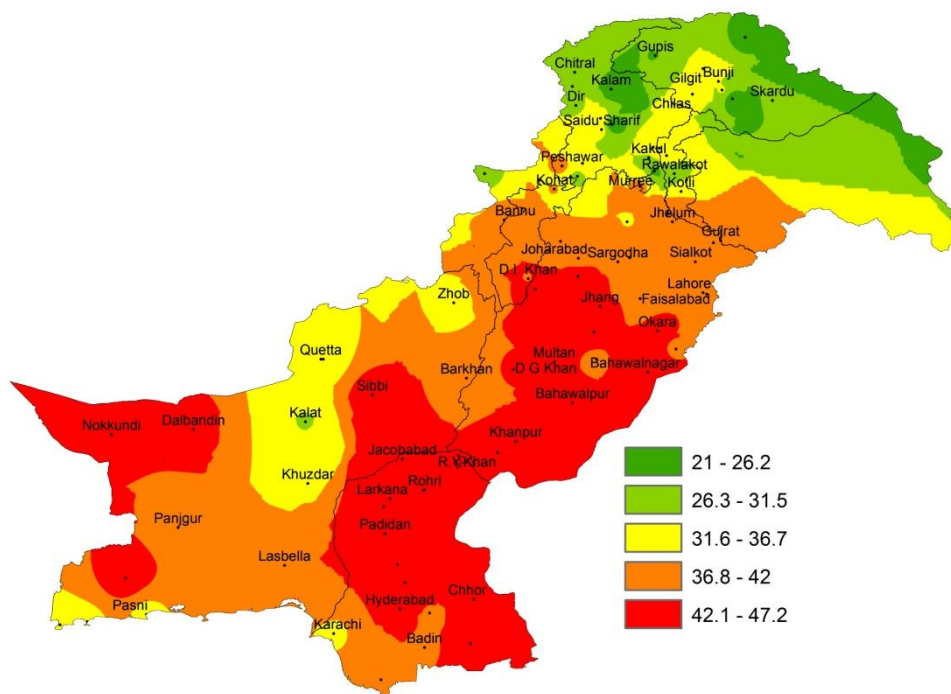 Gupis
Chitral
Kalam
Gilgit
Bunji
Dir
Chilas
Skardu
Saidu Sharif
Kakul
Peshawar
Rawalakot
Kohat
Murree
Kotli
Bannu
Jhelum
Gujrat
Joharabad
Sargodha
Sialkot
D.I. Khan
Zhob
Jhang
Lahore
Faisalabad
Okara
Quetta
Multan
D G Khan
Bahawalnagar
Barkhan
Sibbi
Bahawalpur
Kalat
Nokkundi
Dalbandin
Khanpur
Jacobabad
R.Y.Khan
Khuzdar
Rohri
Larkana
Panjgur
Padidan
Lasbella
Chhor
Pasni
Hyderabad
Karachi
Badin
21 - 26.2
26.3 - 31.5
31.6 - 36.7
36.8 - 42
42.1 - 47.2